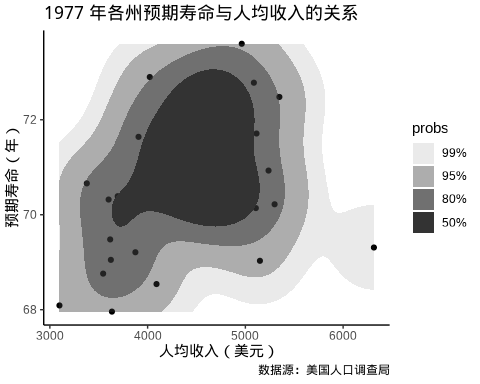 1977 年各州预期寿命与人均收入的关系
预期寿命（年）
72
70
68
3000
4000
5000
6000
人均收入（美元）
probs
99%
95%
80%
50%
数据源：美国人口调查局